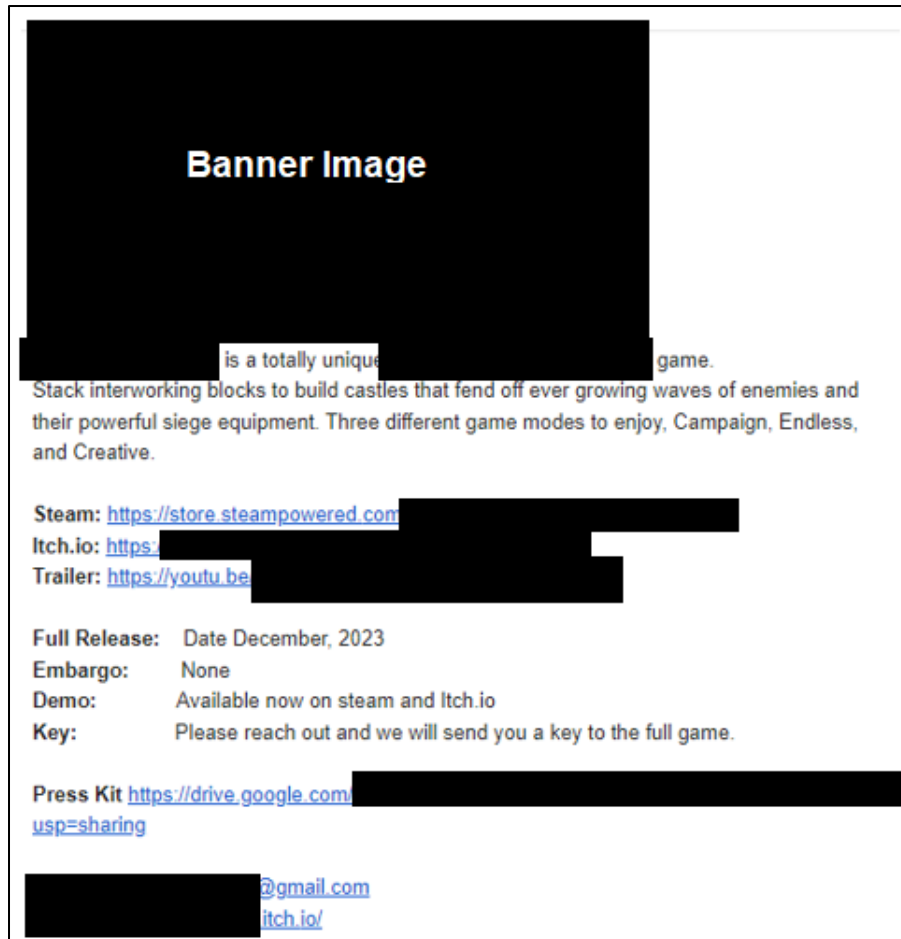 Banner Image
is a totally unique game.
Stack interworking blocks to build castles that fend off ever growing waves of enemies and
their powerful siege equipment. Three different game modes to enjoy, Campaign, Endless,
and Creative.
Steam: https://store.steampowered.com
Itch.io: https:
Trailer: https://youtu.be
Full Release: Date December, 2023
Embargo: None
Demo: Available now on steam and Itch.io
Key: Please reach out and we will send you a key to the full game.
Press Kit https://drive.google.com/
usp=sharing
@gmail.com
itch.io/